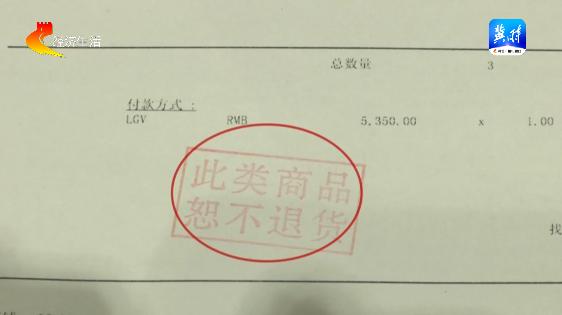 经济生活
冀时
总数量 3
付款方式：
LGV RMB 5,350.00 x 1.00
此类商品
恕不退货
找